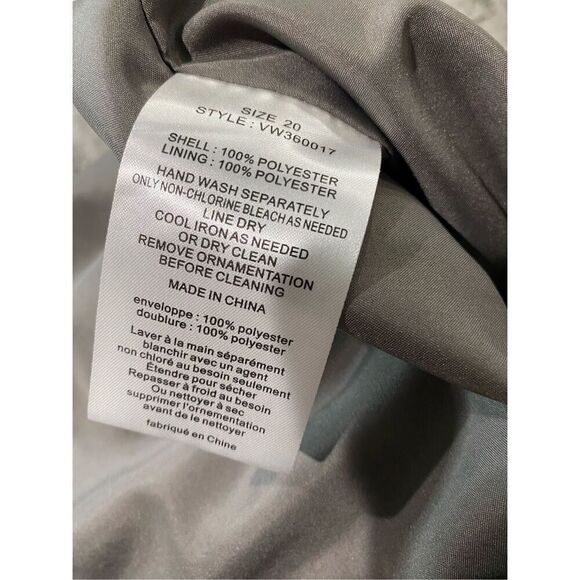 SIZE 20
STYLE : VW360017
SHELL : 100% POLYESTER
LINING : 100% POLYESTER
HAND WASH SEPARATELY
ONLY NON-CHLORINE BLEACH AS NEEDED
LINE DRY
COOL IRON AS NEEDED
OR DRY CLEAN
REMOVE ORNAMENTATION
BEFORE CLEANING
MADE IN CHINA
enveloppe : 100% polyester
doublure : 100% polyester
Laver à la main séparément
blanchir avec un agent
non chloré au besoin seulement
Étendre pour sécher
Repasser à froid au besoin
Ou nettoyer à sec
supprimer l'ornementation
avant de le nettoyer
fabriqué en Chine